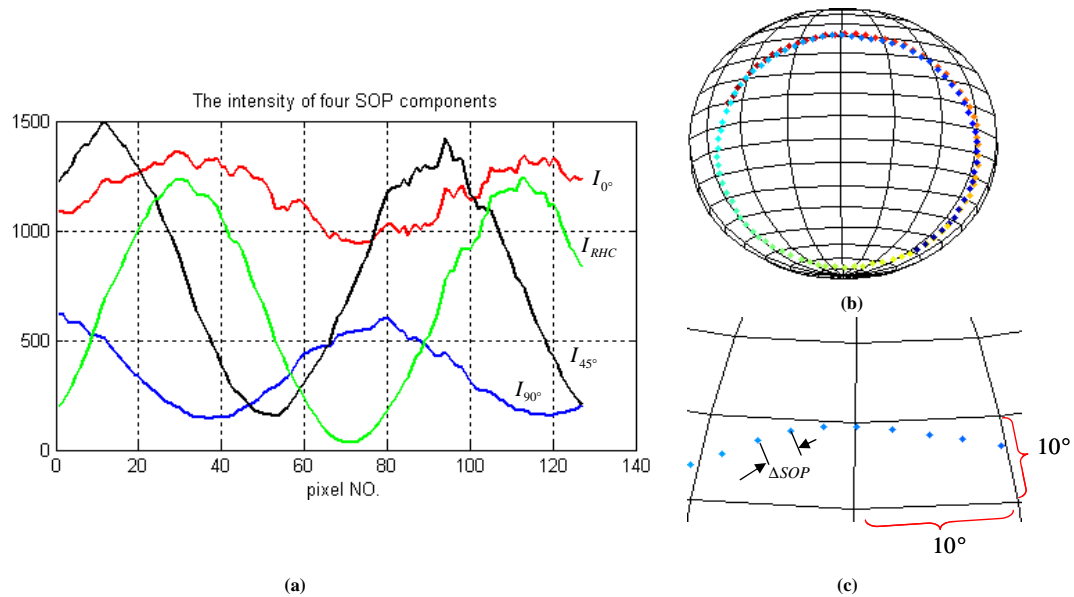 The intensity of four SOP components
1500
1000
500
0
0 20 40 60 80 100 120 140
pixel NO.
I0°
IRHC
I45°
I90°
(a)
(b)
ΔSOP
10°
10°
(c)